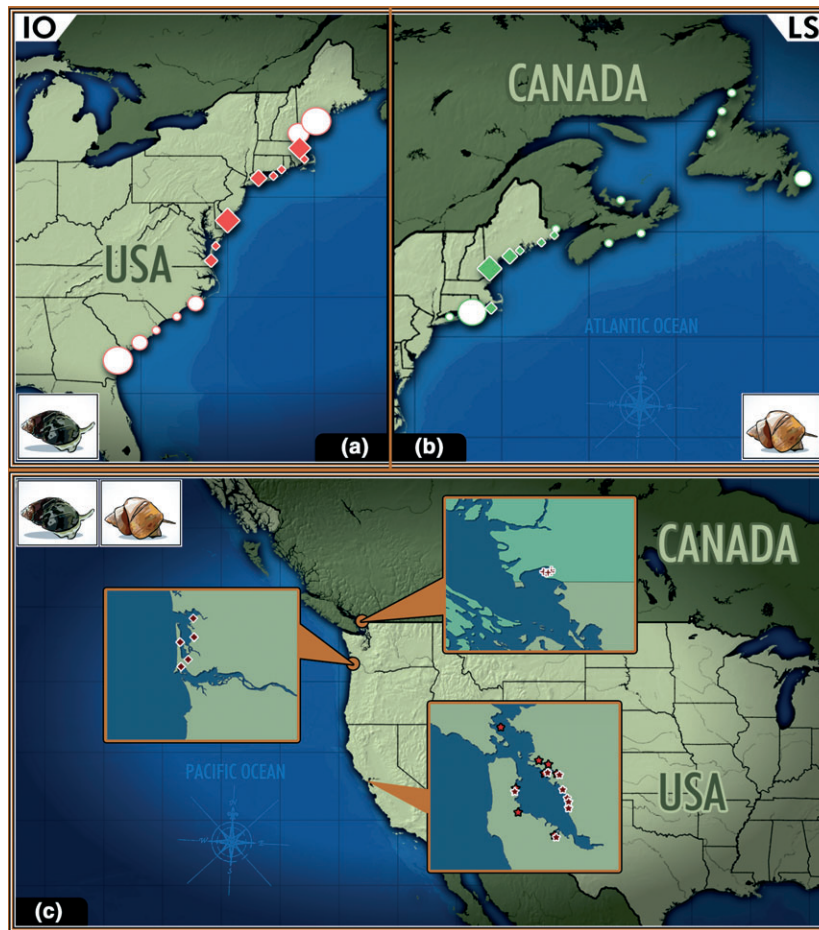 IO
LS
CANADA
USA
ATLANTIC OCEAN
(a)
(b)
CANADA
PACIFIC OCEAN
USA
(c)